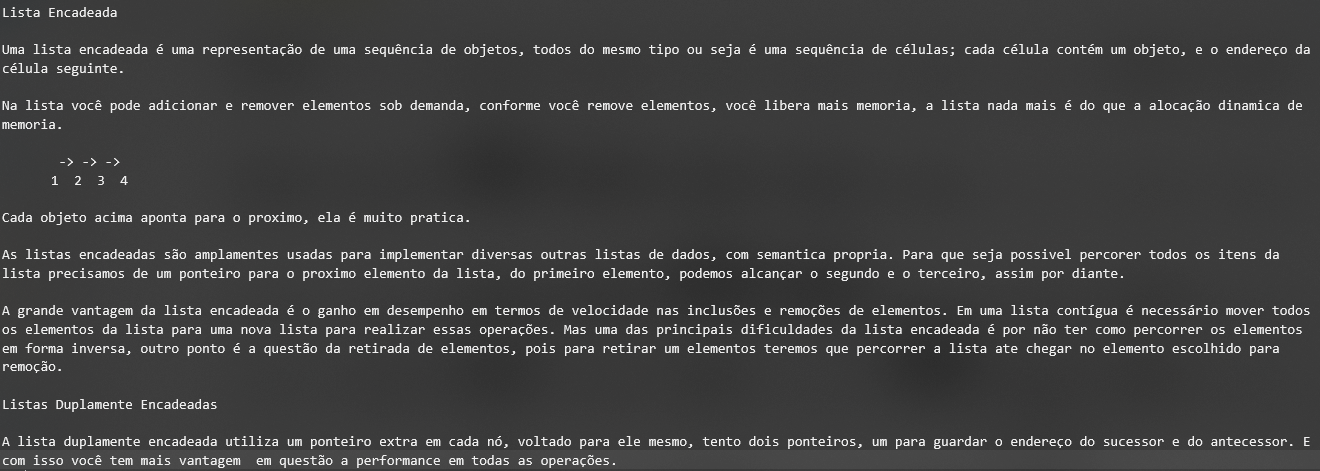 Lista Encadeada
Uma lista encadeada é uma representação de uma sequência de objetos, todos do mesmo tipo ou seja é uma sequência de células; cada célula contém um objeto, e o endereço da
célula seguinte.
Na lista você pode adicionar e remover elementos sob demanda, conforme você remove elementos, você libera mais memoria, a lista nada mais é do que a alocação dinamica de
memoria.
-> -> ->
1 2 3 4
Cada objeto acima aponta para o proximo, ela é muito pratica.
As listas encadeadas são amplamentes usadas para implementar diversas outras listas de dados, com semantica propria. Para que seja possivel percorer todos os itens da
lista precisamos de um ponteiro para o proximo elemento da lista, do primeiro elemento, podemos alcançar o segundo e o terceiro, assim por diante.
A grande vantagem da lista encadeada é o ganho em desempenho em termos de velocidade nas inclusões e remoções de elementos. Em uma lista contígua é necessário mover todos
os elementos da lista para uma nova lista para realizar essas operações. Mas uma das principais dificuldades da lista encadeada é por não ter como percorrer os elementos
em forma inversa, outro ponto é a questão da retirada de elementos, pois para retirar um elementos teremos que percorrer a lista ate chegar no elemento escolhido para
remoção.
Listas Duplamente Encadeadas
A lista duplamente encadeada utiliza um ponteiro extra em cada nó, voltado para ele mesmo, tento dois ponteiros, um para guardar o endereço do sucessor e do antecessor. E
com isso você tem mais vantagem  em questão a performance em todas as operações.